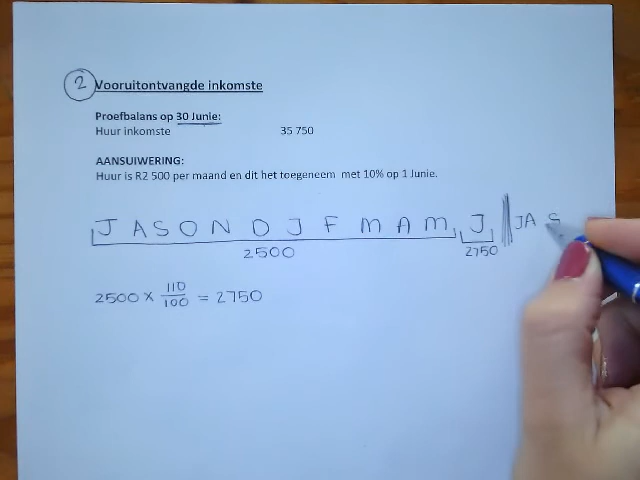 2 Vooruitontvangde inkomste
Proefbalans op 30 Junie:
Huur inkomste 35 750
AANSUIWERING:
Huur is R2 500 per maand en dit het toegeneem met 10% op 1 Junie.
J A S O N D J F M A M J J A S
2500 2750
2500 × 110/100 = 2750